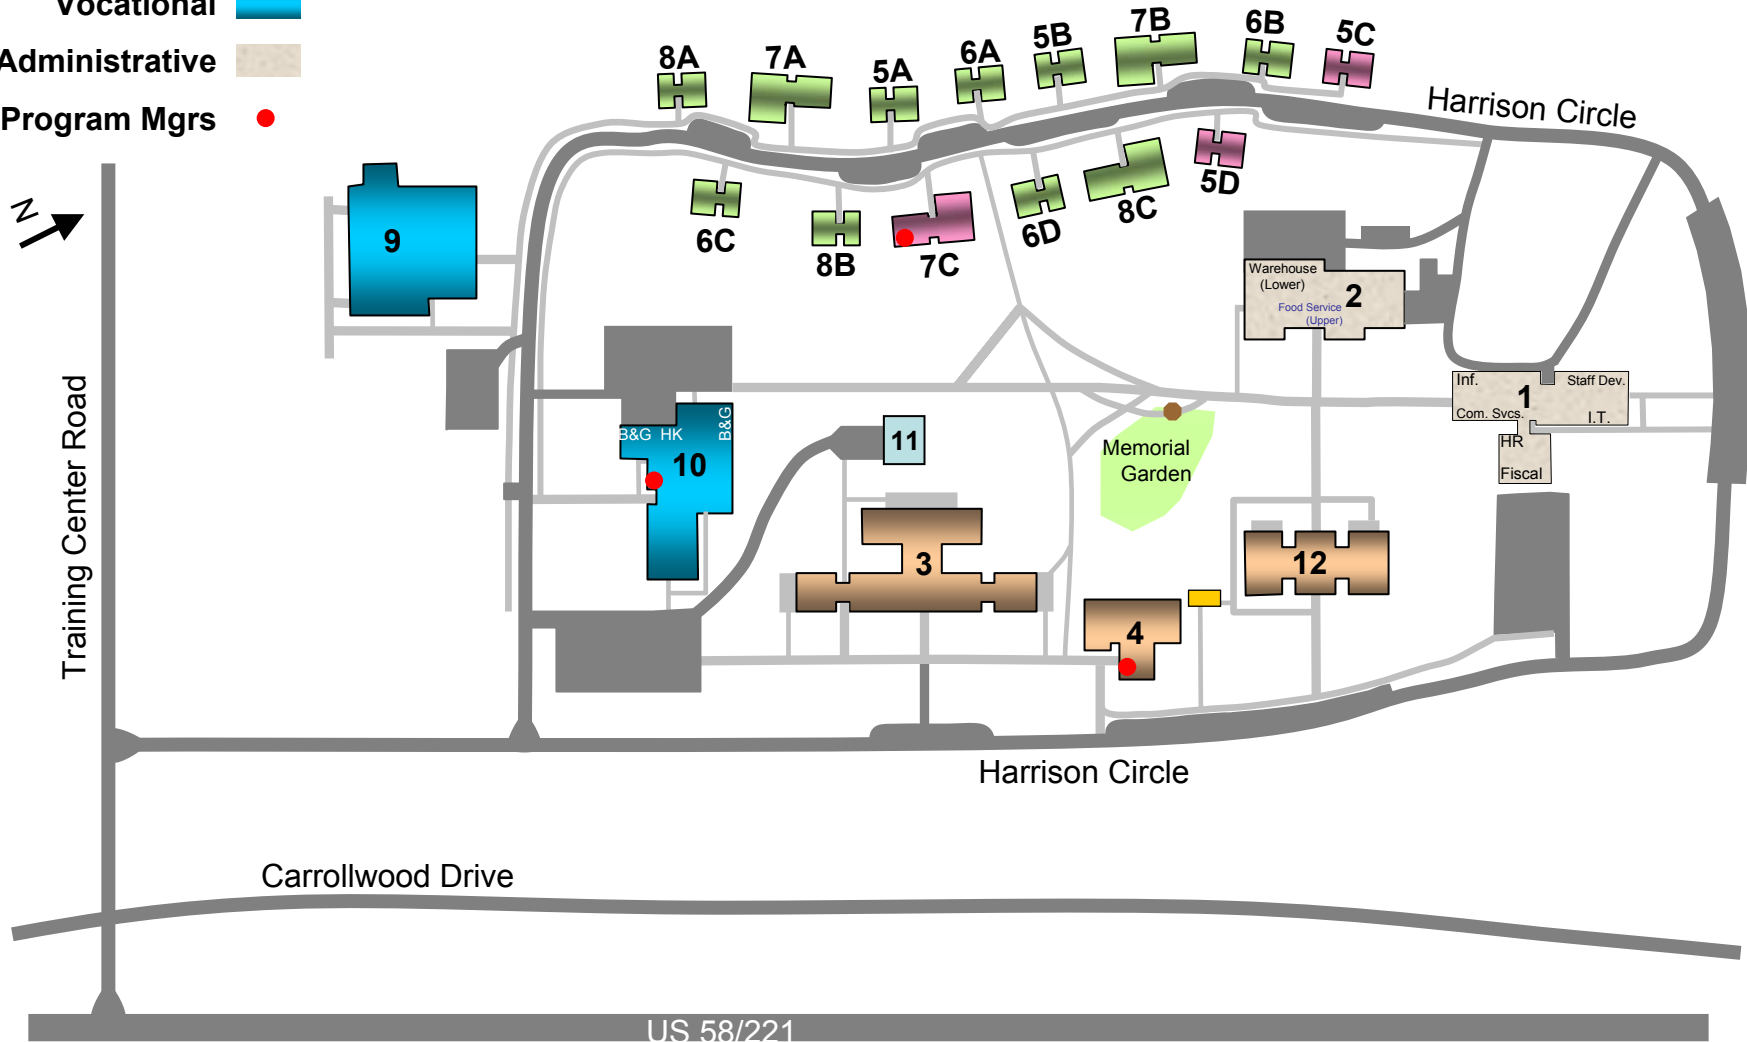 Vocational
Administrative
Program Mgrs
N
8A
7A
5A
6A
5B
7B
6B
5C
Harrison Circle
6C
8B
7C
6D
8C
5D
9
Warehouse
(Lower)
2
Food Service
(Upper)
Inf.
Staff Dev.
1
Com. Svcs.
I.T.
HR
Fiscal
B&G HK
B&G
10
11
Memorial
Garden
3
12
4
Training Center Road
Harrison Circle
Carrollwood Drive
US 58/221